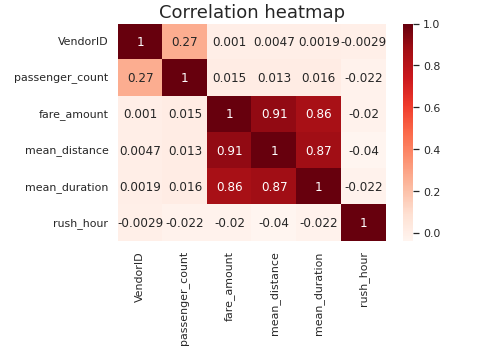 Correlation heatmap
VendorID 1 0.27 0.001 0.0047 0.0019 -0.0029
passenger_count 0.27 1 0.015 0.013 0.016 -0.022
fare_amount 0.001 0.015 1 0.91 0.86 -0.02
mean_distance 0.0047 0.013 0.91 1 0.87 -0.04
mean_duration 0.0019 0.016 0.86 0.87 1 -0.022
rush_hour -0.0029 -0.022 -0.02 -0.04 -0.022 1
VendorID
passenger_count
fare_amount
mean_distance
mean_duration
rush_hour
1.0
0.8
0.6
0.4
0.2
0.0